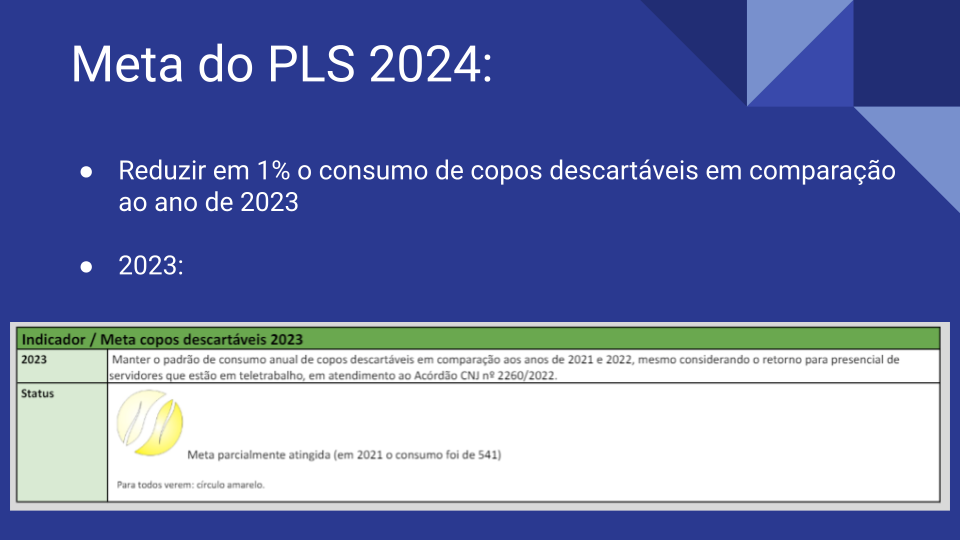 Meta do PLS 2024:
● Reduzir em 1% o consumo de copos descartáveis em comparação
ao ano de 2023
● 2023:
Indicador / Meta copos descartáveis 2023
2023 Manter o padrão de consumo anual de copos descartáveis em comparação aos anos de 2021 e 2022, mesmo considerando o retorno para presencial de
servidores que estão em teletrabalho, em atendimento ao Acórdão CNJ nº 2260/2022.
Status
Meta parcialmente atingida (em 2021 o consumo foi de 541)
Para todos verem: círculo amarelo.